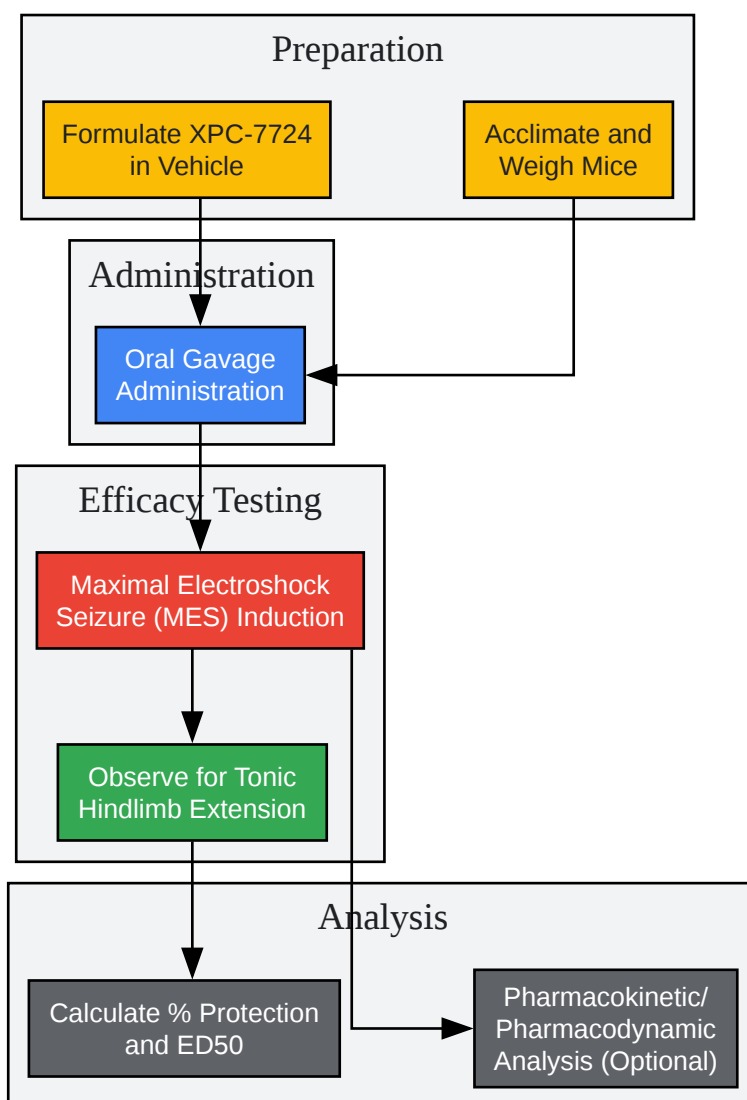 Preparation
Formulate XPC-7724
in Vehicle
Acclimate and
Weigh Mice
Administration
Oral Gavage
Administration
Efficacy Testing
Maximal Electroshock
Seizure (MES) Induction
Observe for Tonic
Hindlimb Extension
Analysis
Calculate % Protection
and ED50
Pharmacokinetic/
Pharmacodynamic
Analysis (Optional)